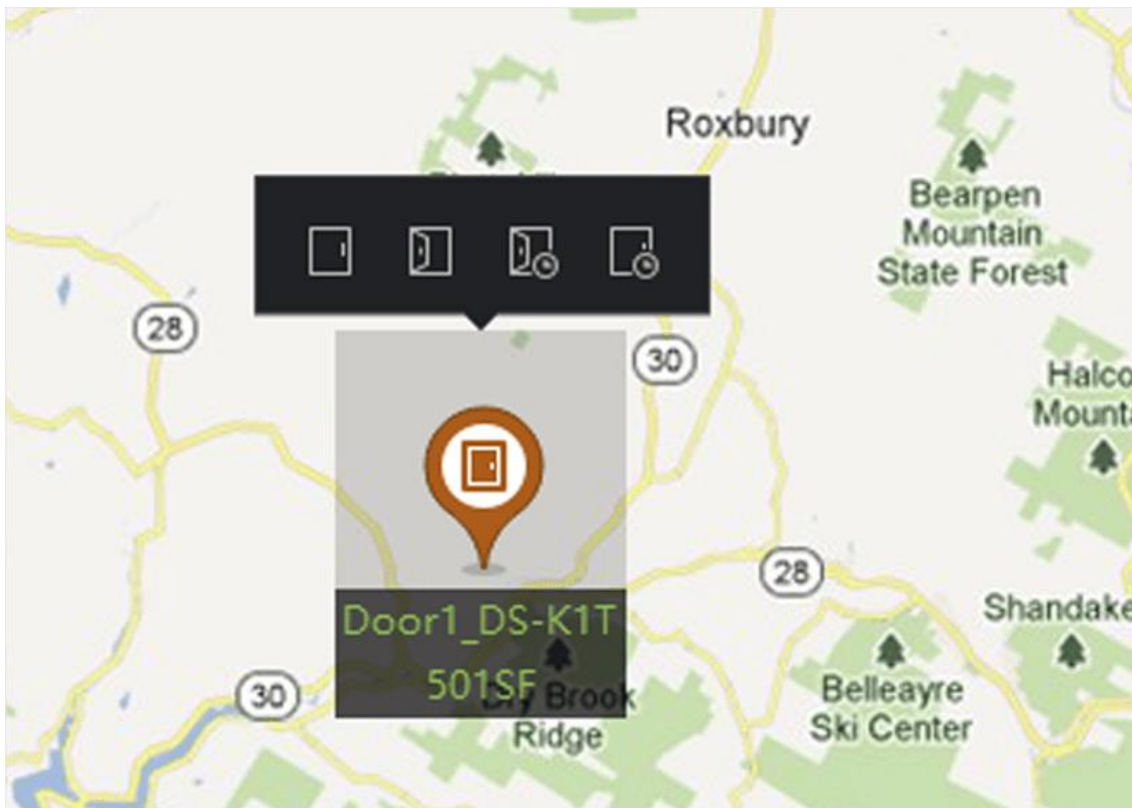 Roxbury
Bearpen
Mountain
State Forest
28
30
Halco
Mounta
28
Shandake
Door1_DS-K1T
501SF
30
Dry Brook
Ridge
Belleayre
Ski Center